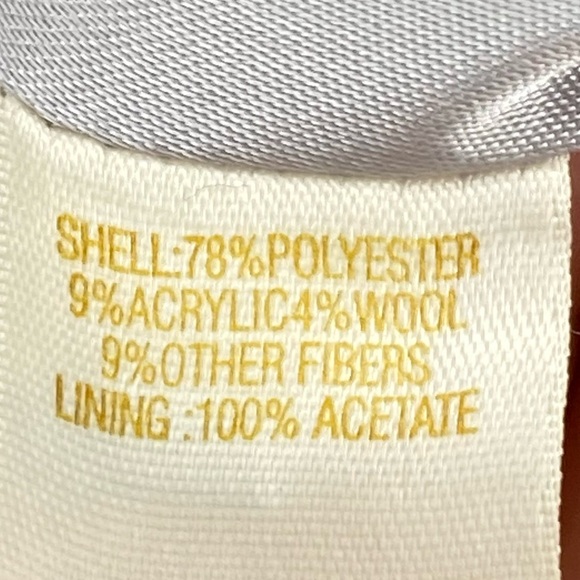 SHELL:78%POLYESTER
9%ACRYLIC4%WOOL
9%OTHER FIBERS
LINING :100% ACETATE